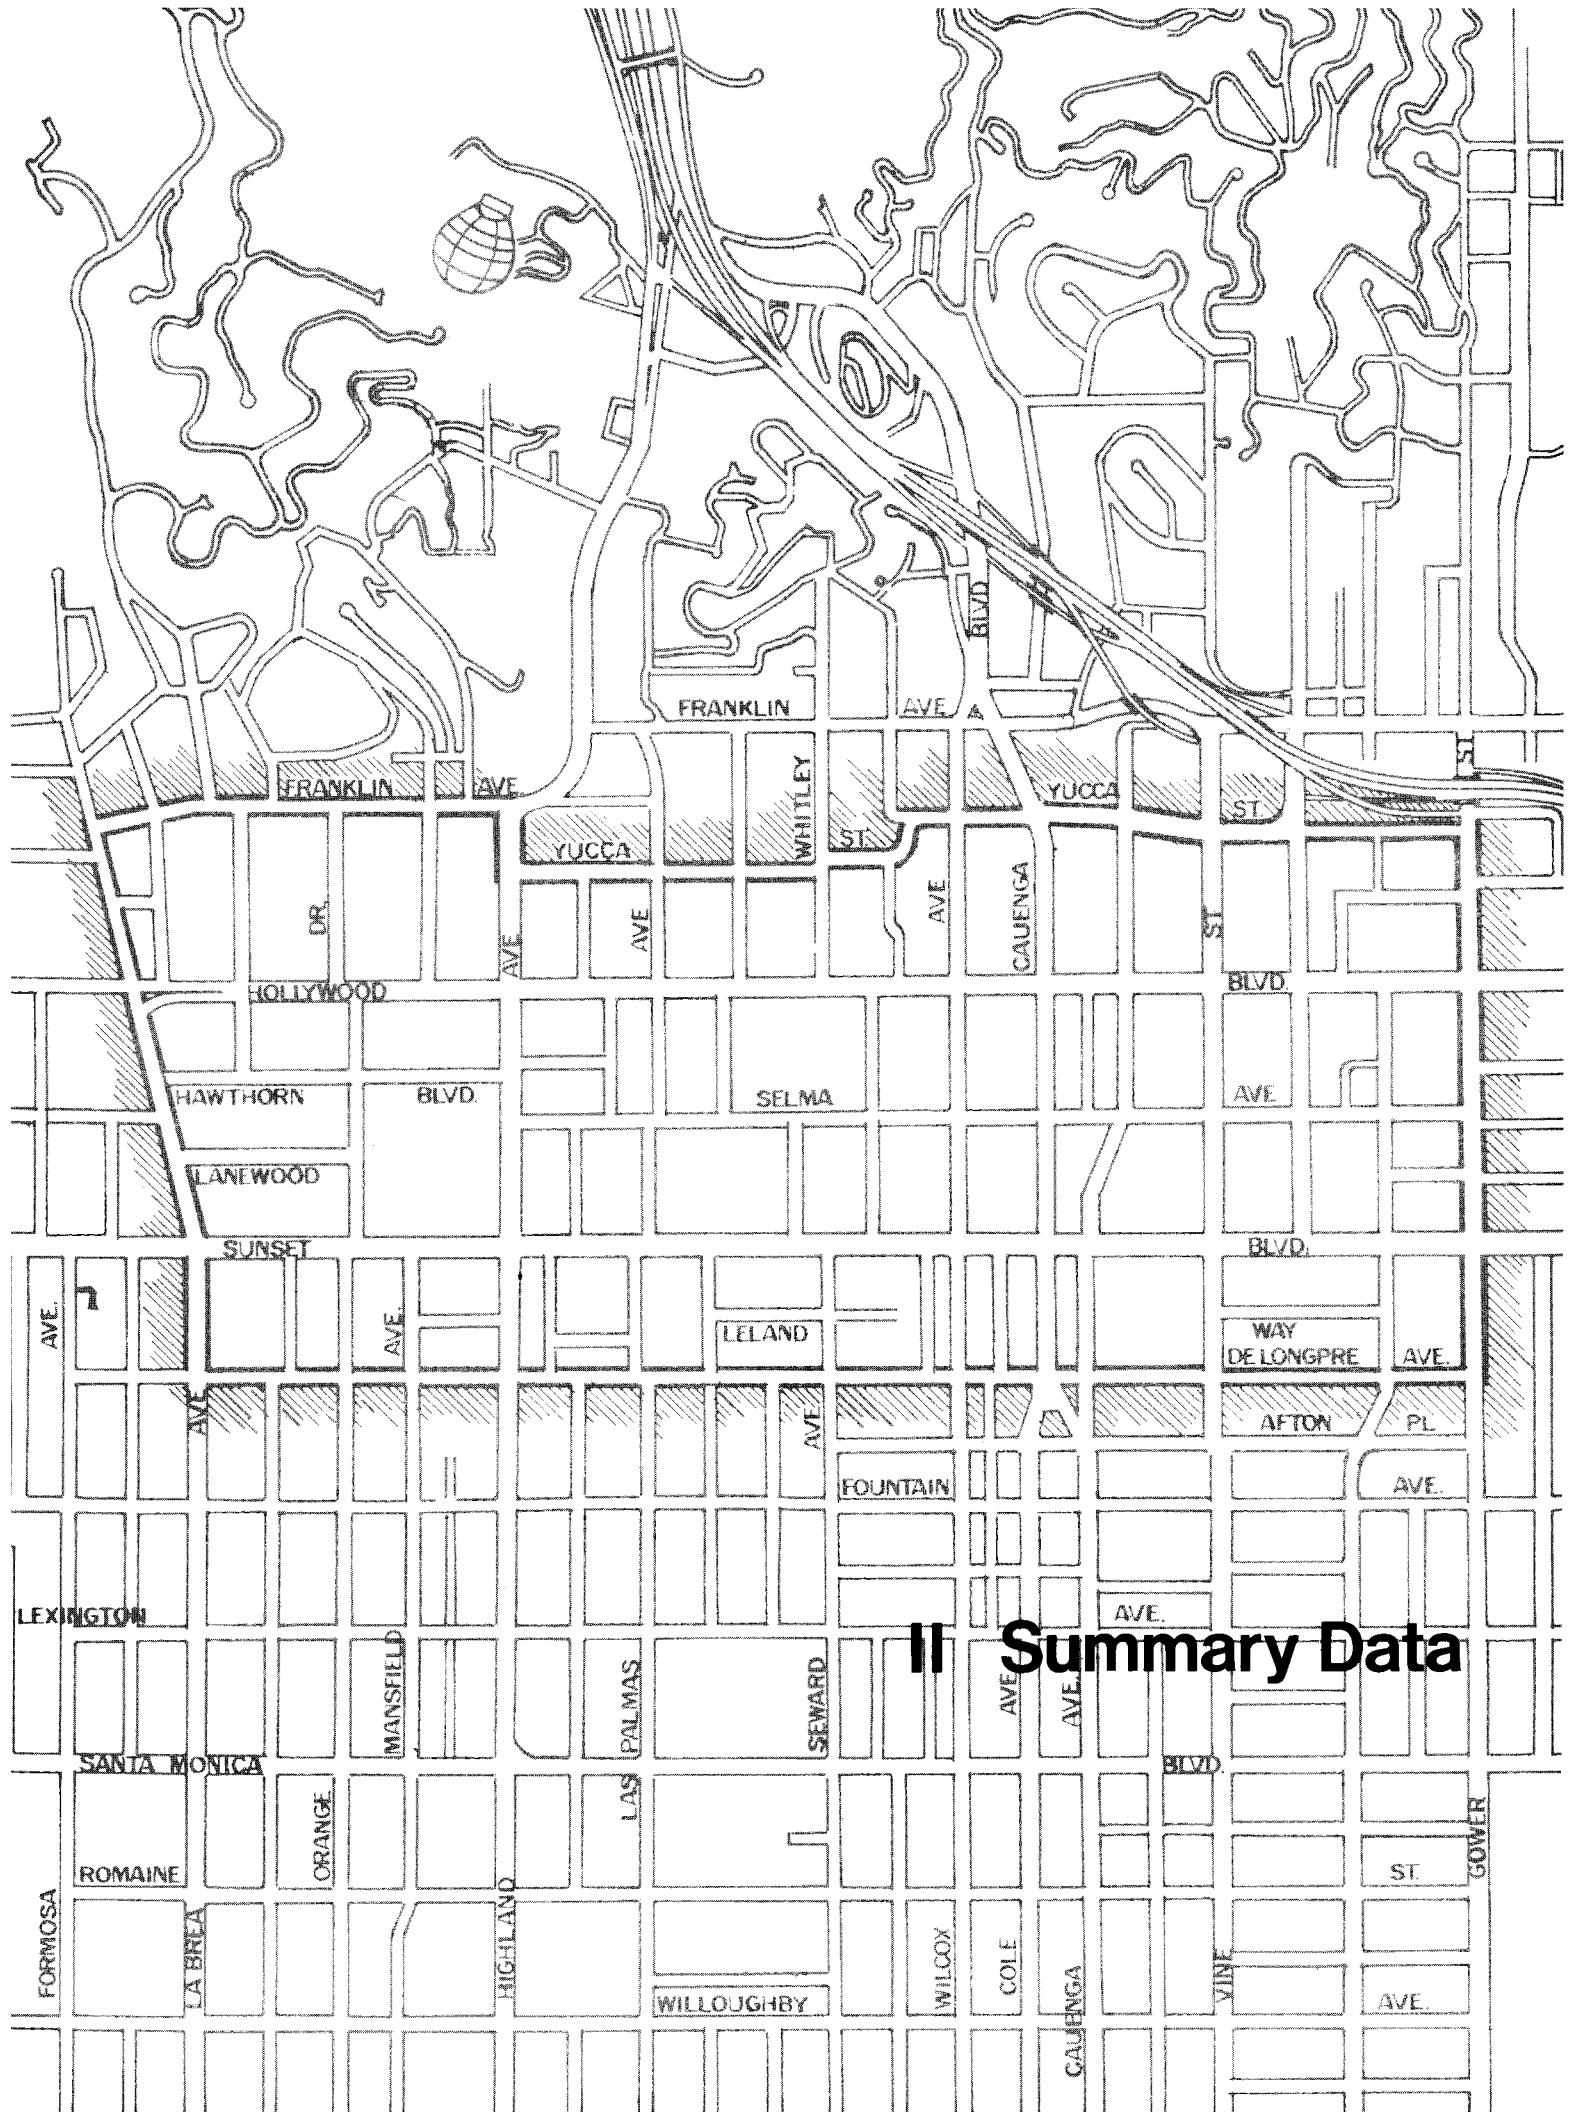 BLVD.
FRANKLIN AVE.
ST.
FRANKLIN AVE.
YUCCA ST.
WHITLEY
YUCCA ST.
DR.
AVE
AVE
AVE
CAUENGA
ST.
HOLLYWOOD BLVD.
HAWTHORN BLVD.
SELMA AVE
LANEWOOD
SUNSET BLVD.
AVE.
AVE.
LELAND WAY
DE LONGPRE AVE.
AVE
AVE.
AFTON PL.
FOUNTAIN AVE.
LEXINGTON AVE.
II Summary Data
MANSFIELD
PALMAS
SEWARD
AVE.
AVE.
SANTA MONICA BLVD.
ORANGE
LAS
GOWER
ROMAINE ST.
FORMOSA
LA BREA
HIGHLAND
WILCOX
COLE
CAUENGA
VINE
WILLOUGHBY AVE.